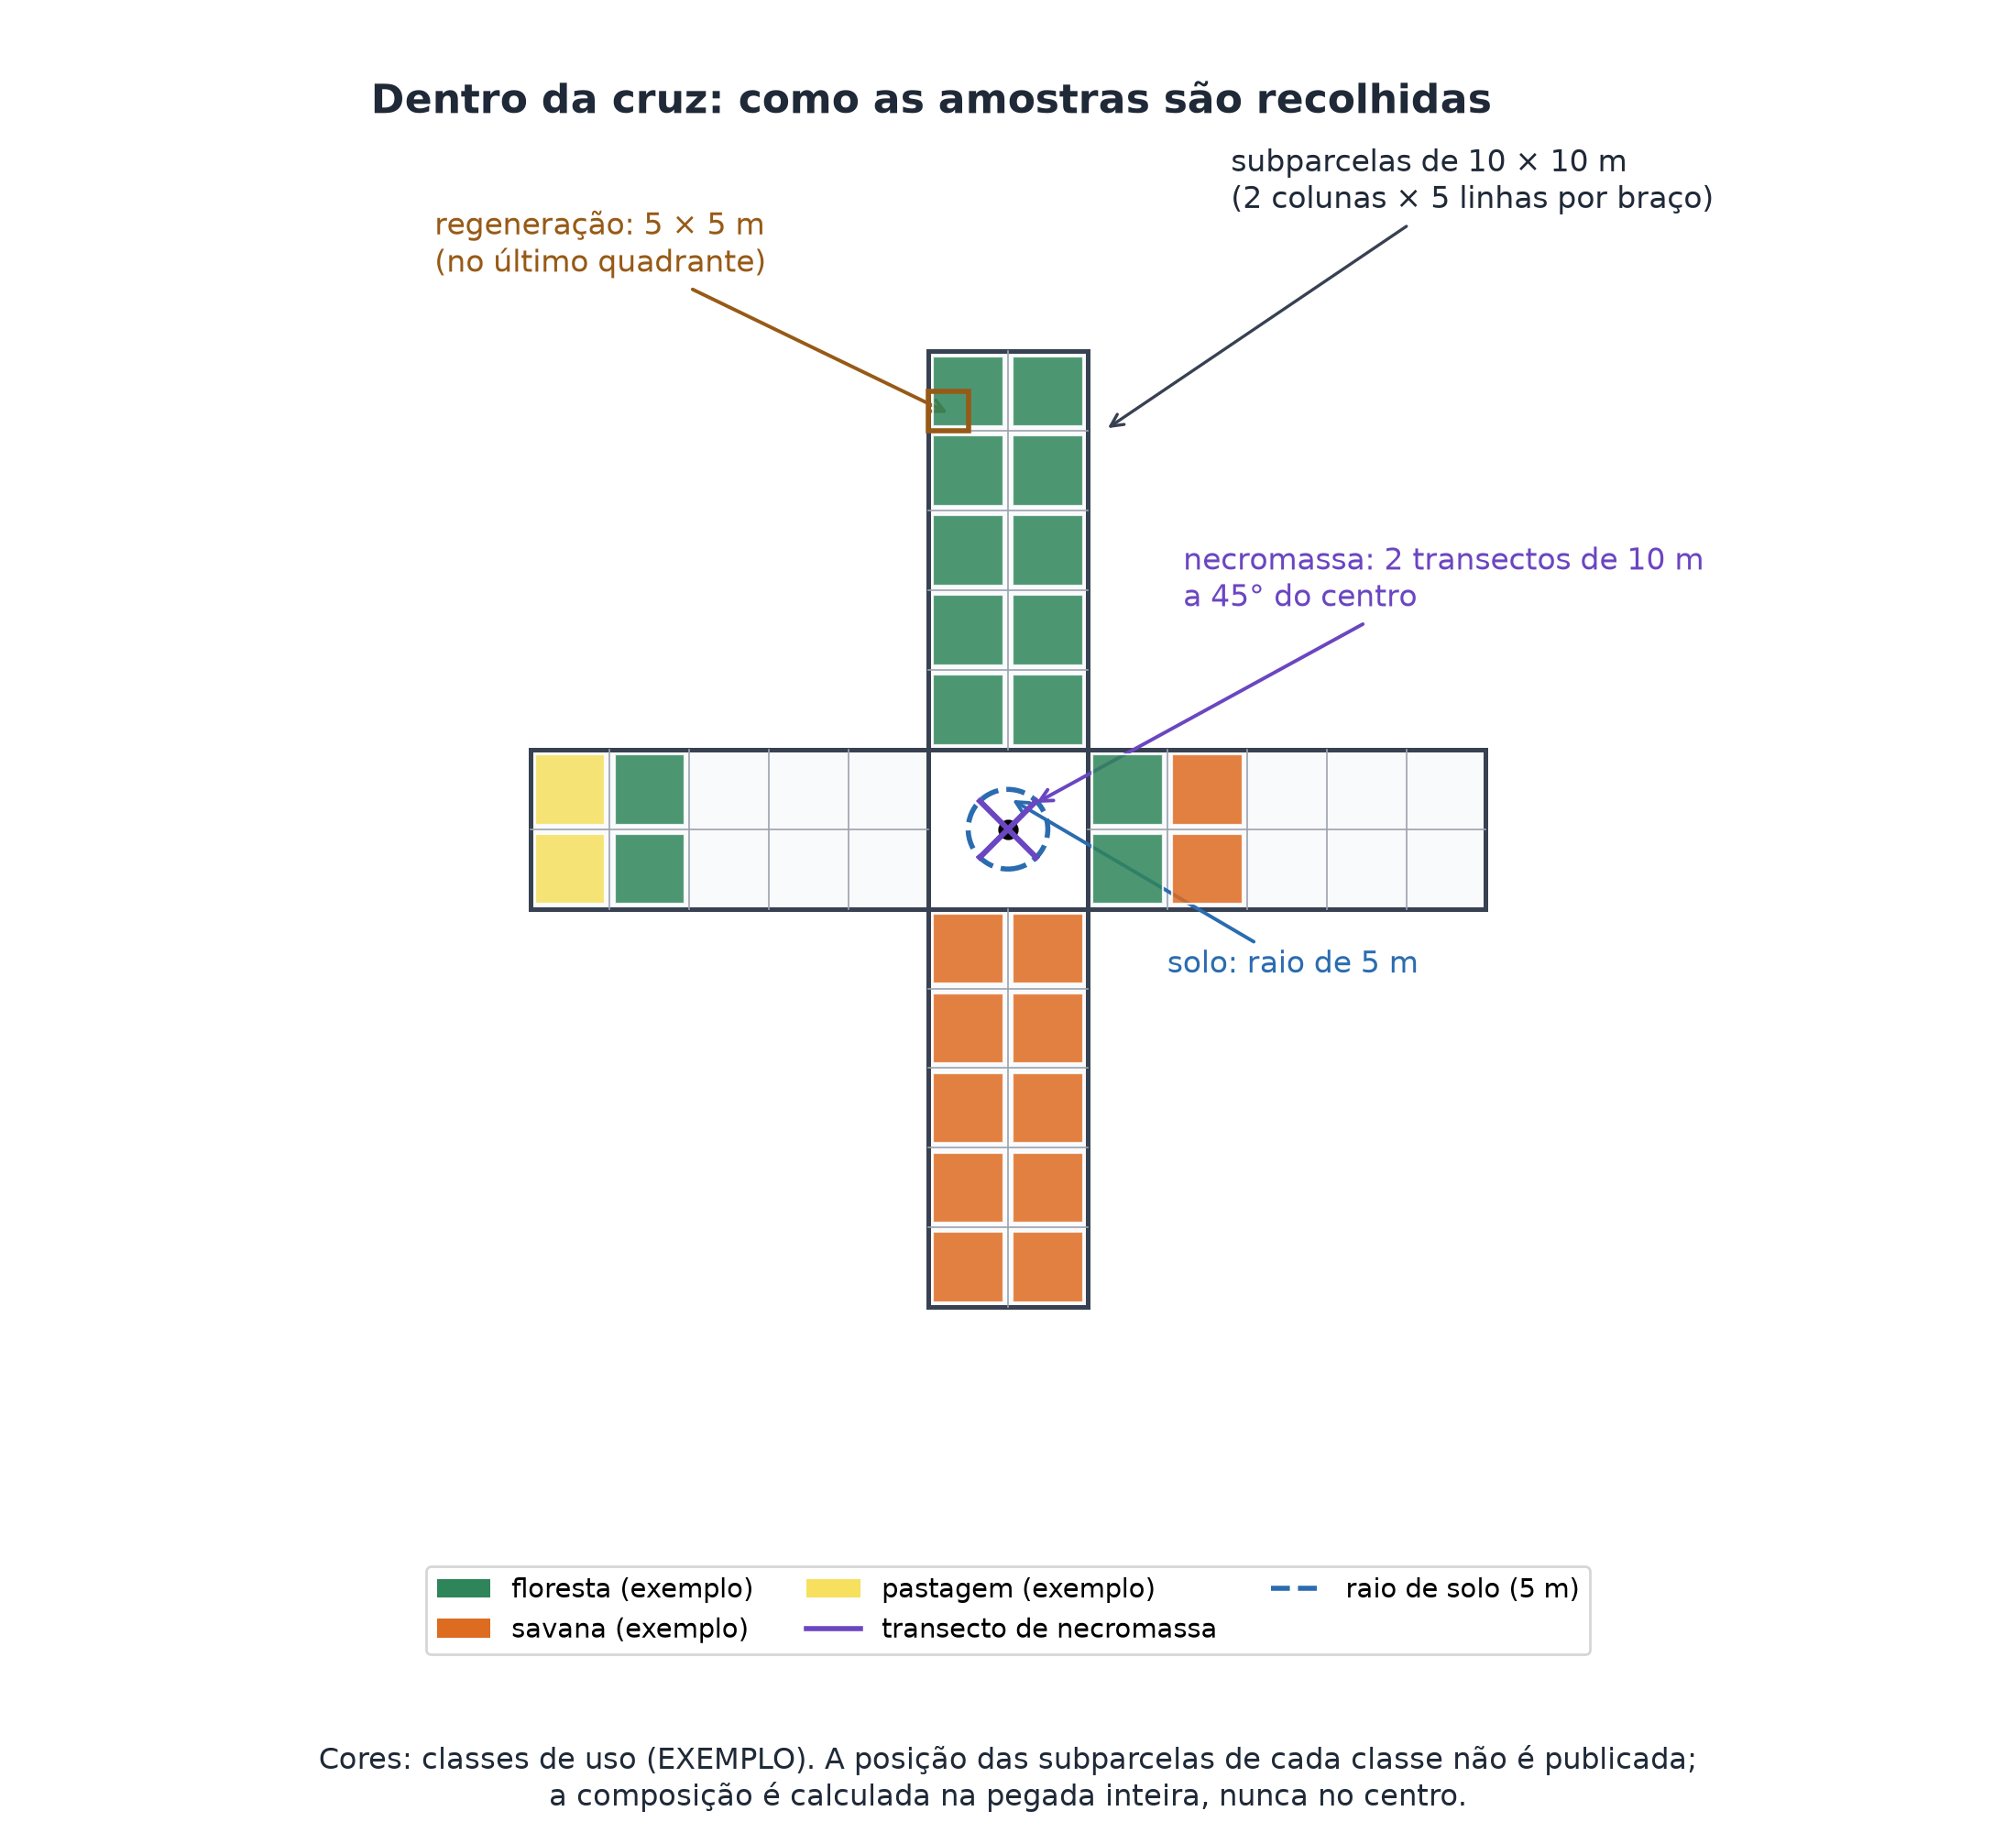 Dentro da cruz: como as amostras são recolhidas
subparcelas de 10 × 10 m
(2 colunas × 5 linhas por braço)
regeneração: 5 × 5 m
(no último quadrante)
necromassa: 2 transectos de 10 m
a 45° do centro
solo: raio de 5 m
floresta (exemplo)
savana (exemplo)
pastagem (exemplo)
transecto de necromassa
raio de solo (5 m)
Cores: classes de uso (EXEMPLO). A posição das subparcelas de cada classe não é publicada;
a composição é calculada na pegada inteira, nunca no centro.